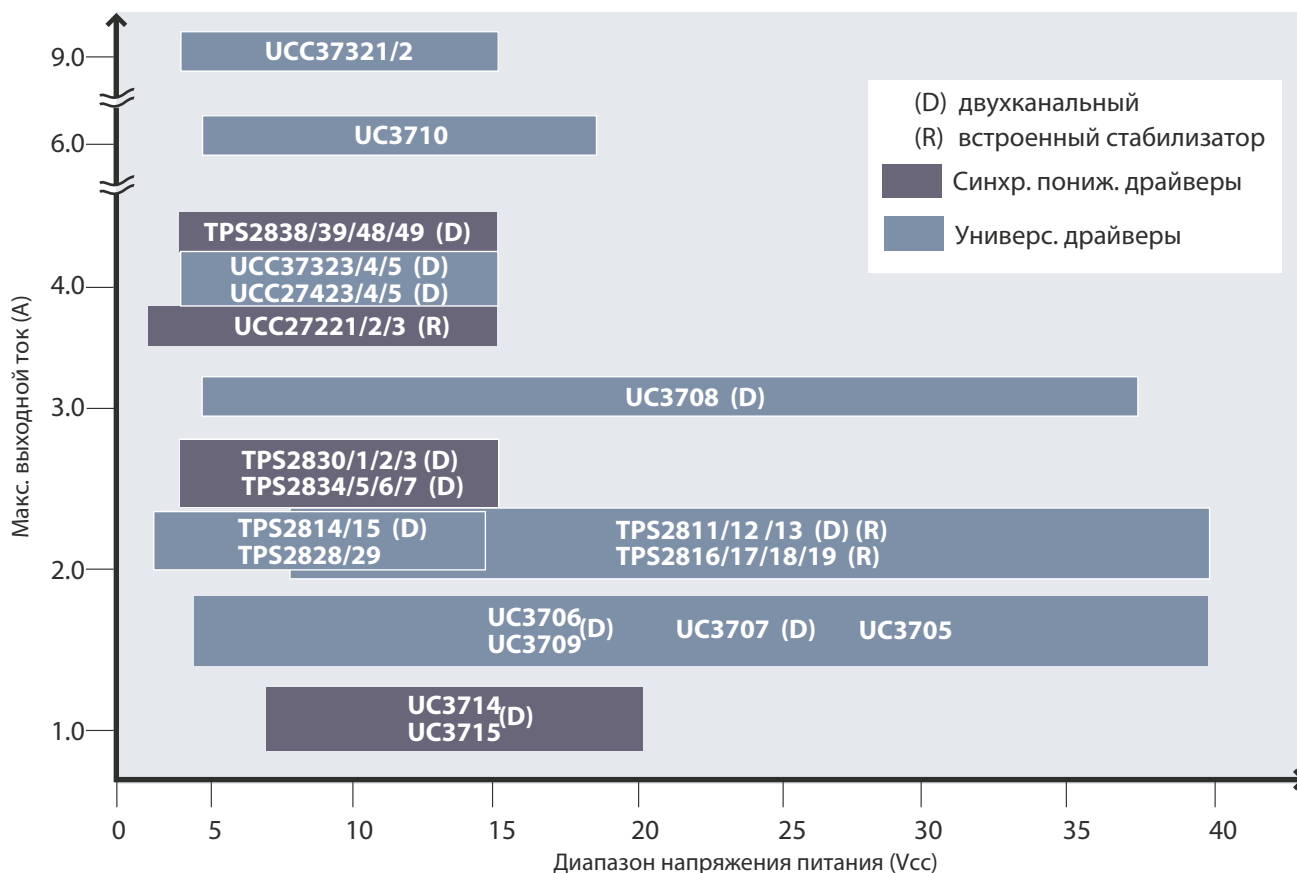 9.0
UCC37321/2
(D) двухканальный
(R) встроенный стабилизатор
6.0
UC3710
Синхр. пониж. драйверы
Универс. драйверы
TPS2838/39/48/49 (D)
UCC37323/4/5 (D)
4.0
UCC27423/4/5 (D)
UCC27221/2/3 (R)
Макс. выходной ток (А)
3.0
UC3708 (D)
TPS2830/1/2/3 (D)
TPS2834/5/6/7 (D)
TPS2814/15 (D)
TPS2828/29
TPS2811/12 /13 (D) (R)
TPS2816/17/18/19 (R)
2.0
UC3706
UC3709
(D)
UC3707 (D)
UC3705
UC3714
UC3715
(D)
1.0
0 5 10 15 20 25 30 35 40
Диапазон напряжения питания (Vcc)